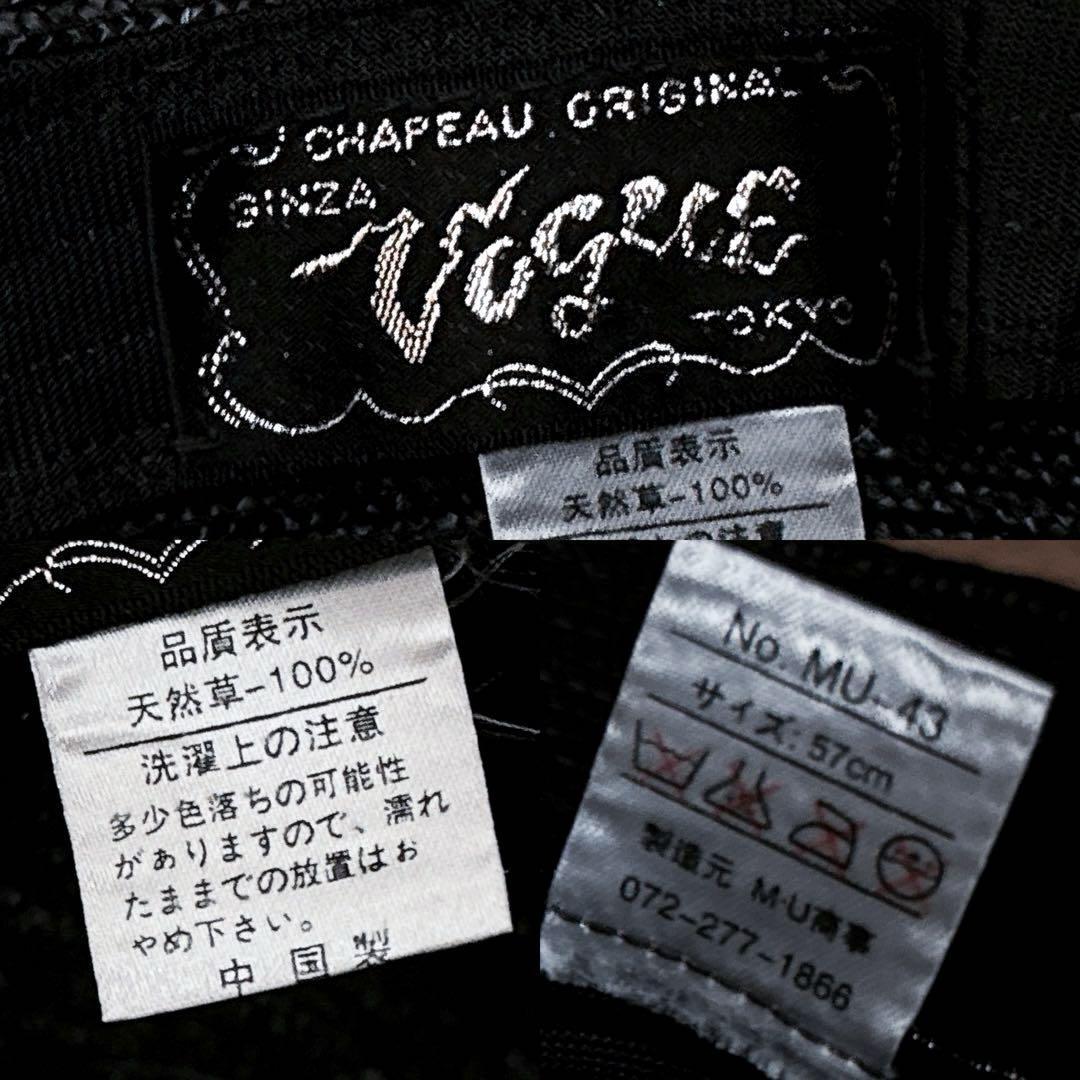 CHAPEAU ORIGINAL
GINZA
VOGUE
TOKYO
品質表示
天然草-100%
品質表示
天然草-100%
洗濯上の注意
多少色落ちの可能性
がありますので、濡れ
たままでの放置はお
やめ下さい。
中国製
No. MU-43
サイズ: 57cm
製造元 M・U商事
072-277-1866